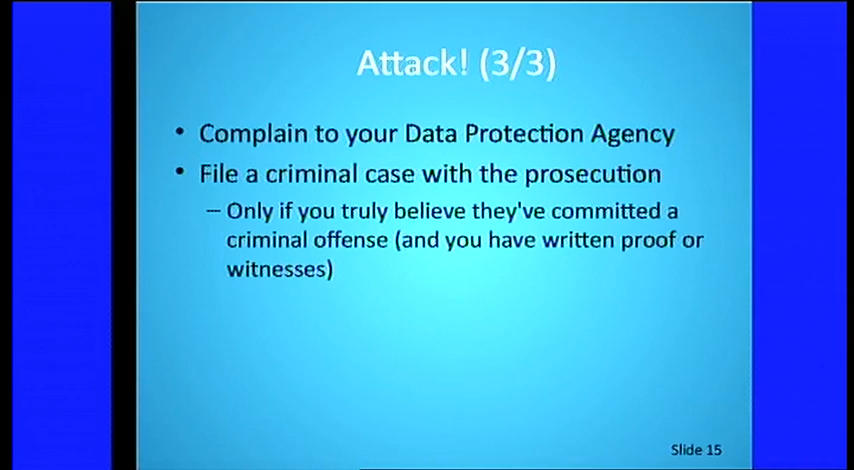 Attack! (3/3)
• Complain to your Data Protection Agency
• File a criminal case with the prosecution
– Only if you truly believe they've committed a
criminal offense (and you have written proof or
witnesses)
Slide 15